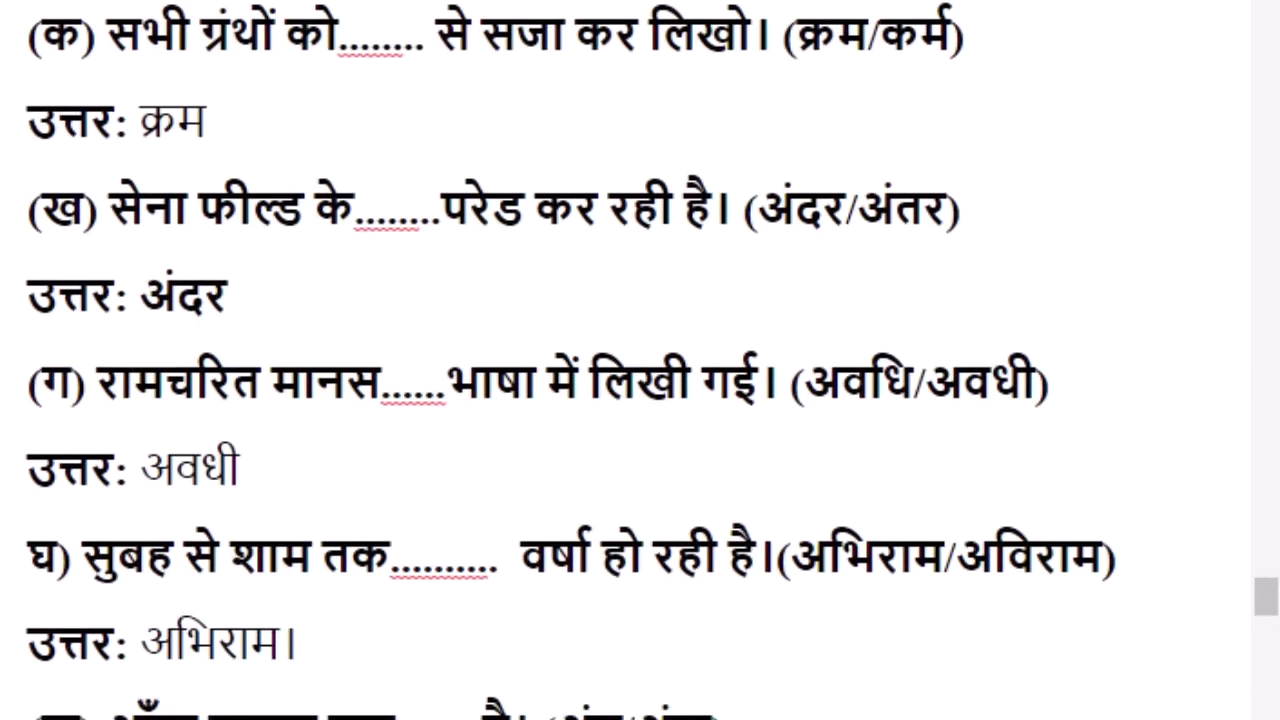 (क) सभी ग्रंथों को........ से सजा कर लिखो। (क्रम/कर्म)
उत्तर: क्रम
(ख) सेना फील्ड के........परेड कर रही है। (अंदर/अंतर)
उत्तर: अंदर
(ग) रामचरित मानस......भाषा में लिखी गई। (अवधि/अवधी)
उत्तर: अवधी
घ) सुबह से शाम तक.......... वर्षा हो रही है।(अभिराम/अविराम)
उत्तर: अभिराम।